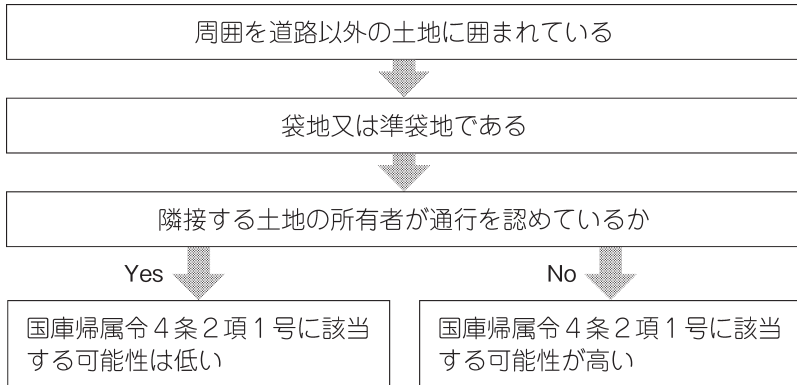 周囲を道路以外の土地に囲まれている
袋地又は準袋地である
隣接する土地の所有者が通行を認めているか
Yes
No
国庫帰属令４条２項１号に該当
する可能性は低い
国庫帰属令４条２項１号に該当
する可能性が高い